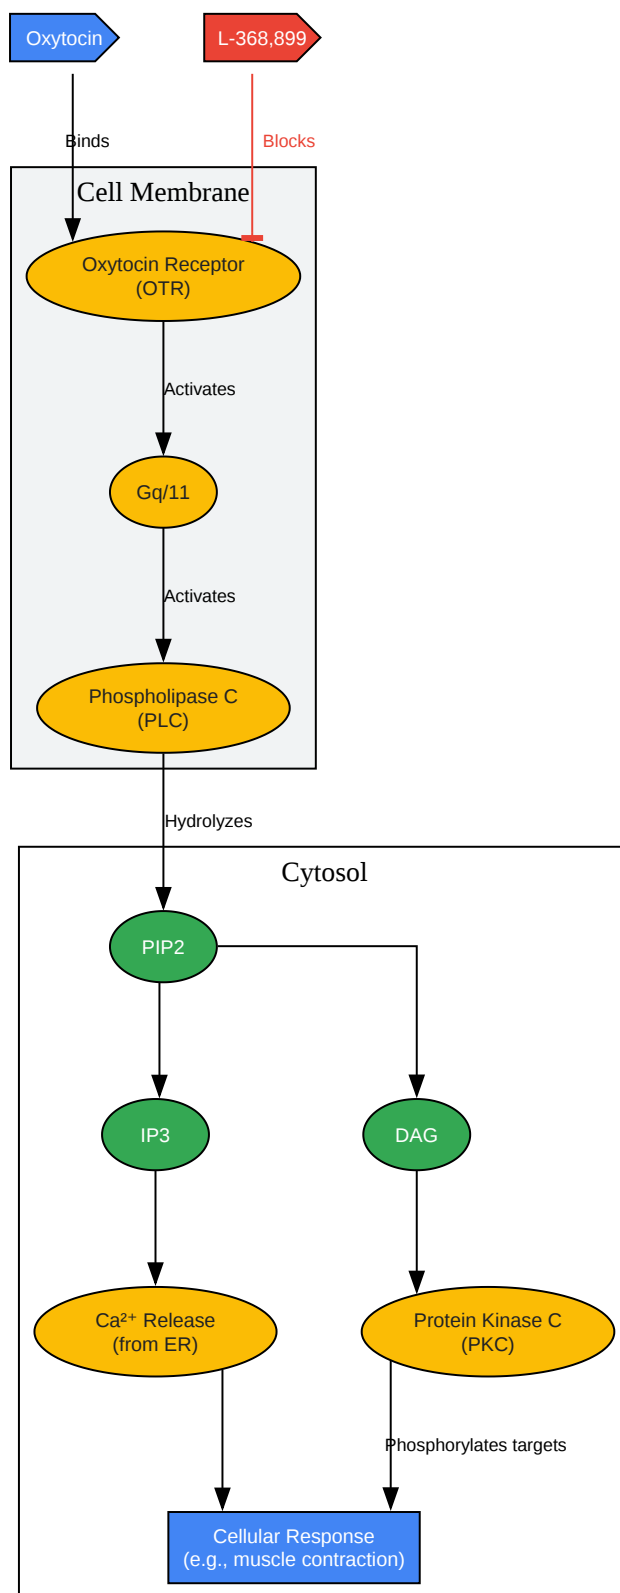 Oxytocin
L-368,899
Binds
Blocks
Cell Membrane
Oxytocin Receptor
(OTR)
Activates
Gq/11
Activates
Phospholipase C
(PLC)
Hydrolyzes
Cytosol
PIP2
IP3
DAG
Ca²⁺ Release
(from ER)
Protein Kinase C
(PKC)
Phosphorylates targets
Cellular Response
(e.g., muscle contraction)